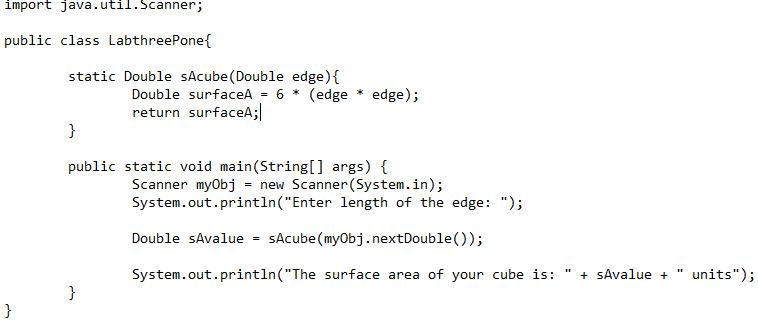 import java.util.Scanner;
public class LabthreePone{
static Double sAcube(Double edge){
Double surfaceA = 6 * (edge * edge);
return surfaceA;
}
public static void main(String[] args) {
Scanner myObj = new Scanner(System.in);
System.out.println("Enter length of the edge: ");
Double sAvalue = sAcube(myObj.nextDouble());
System.out.println("The surface area of your cube is: " + sAvalue + " units");
}
}